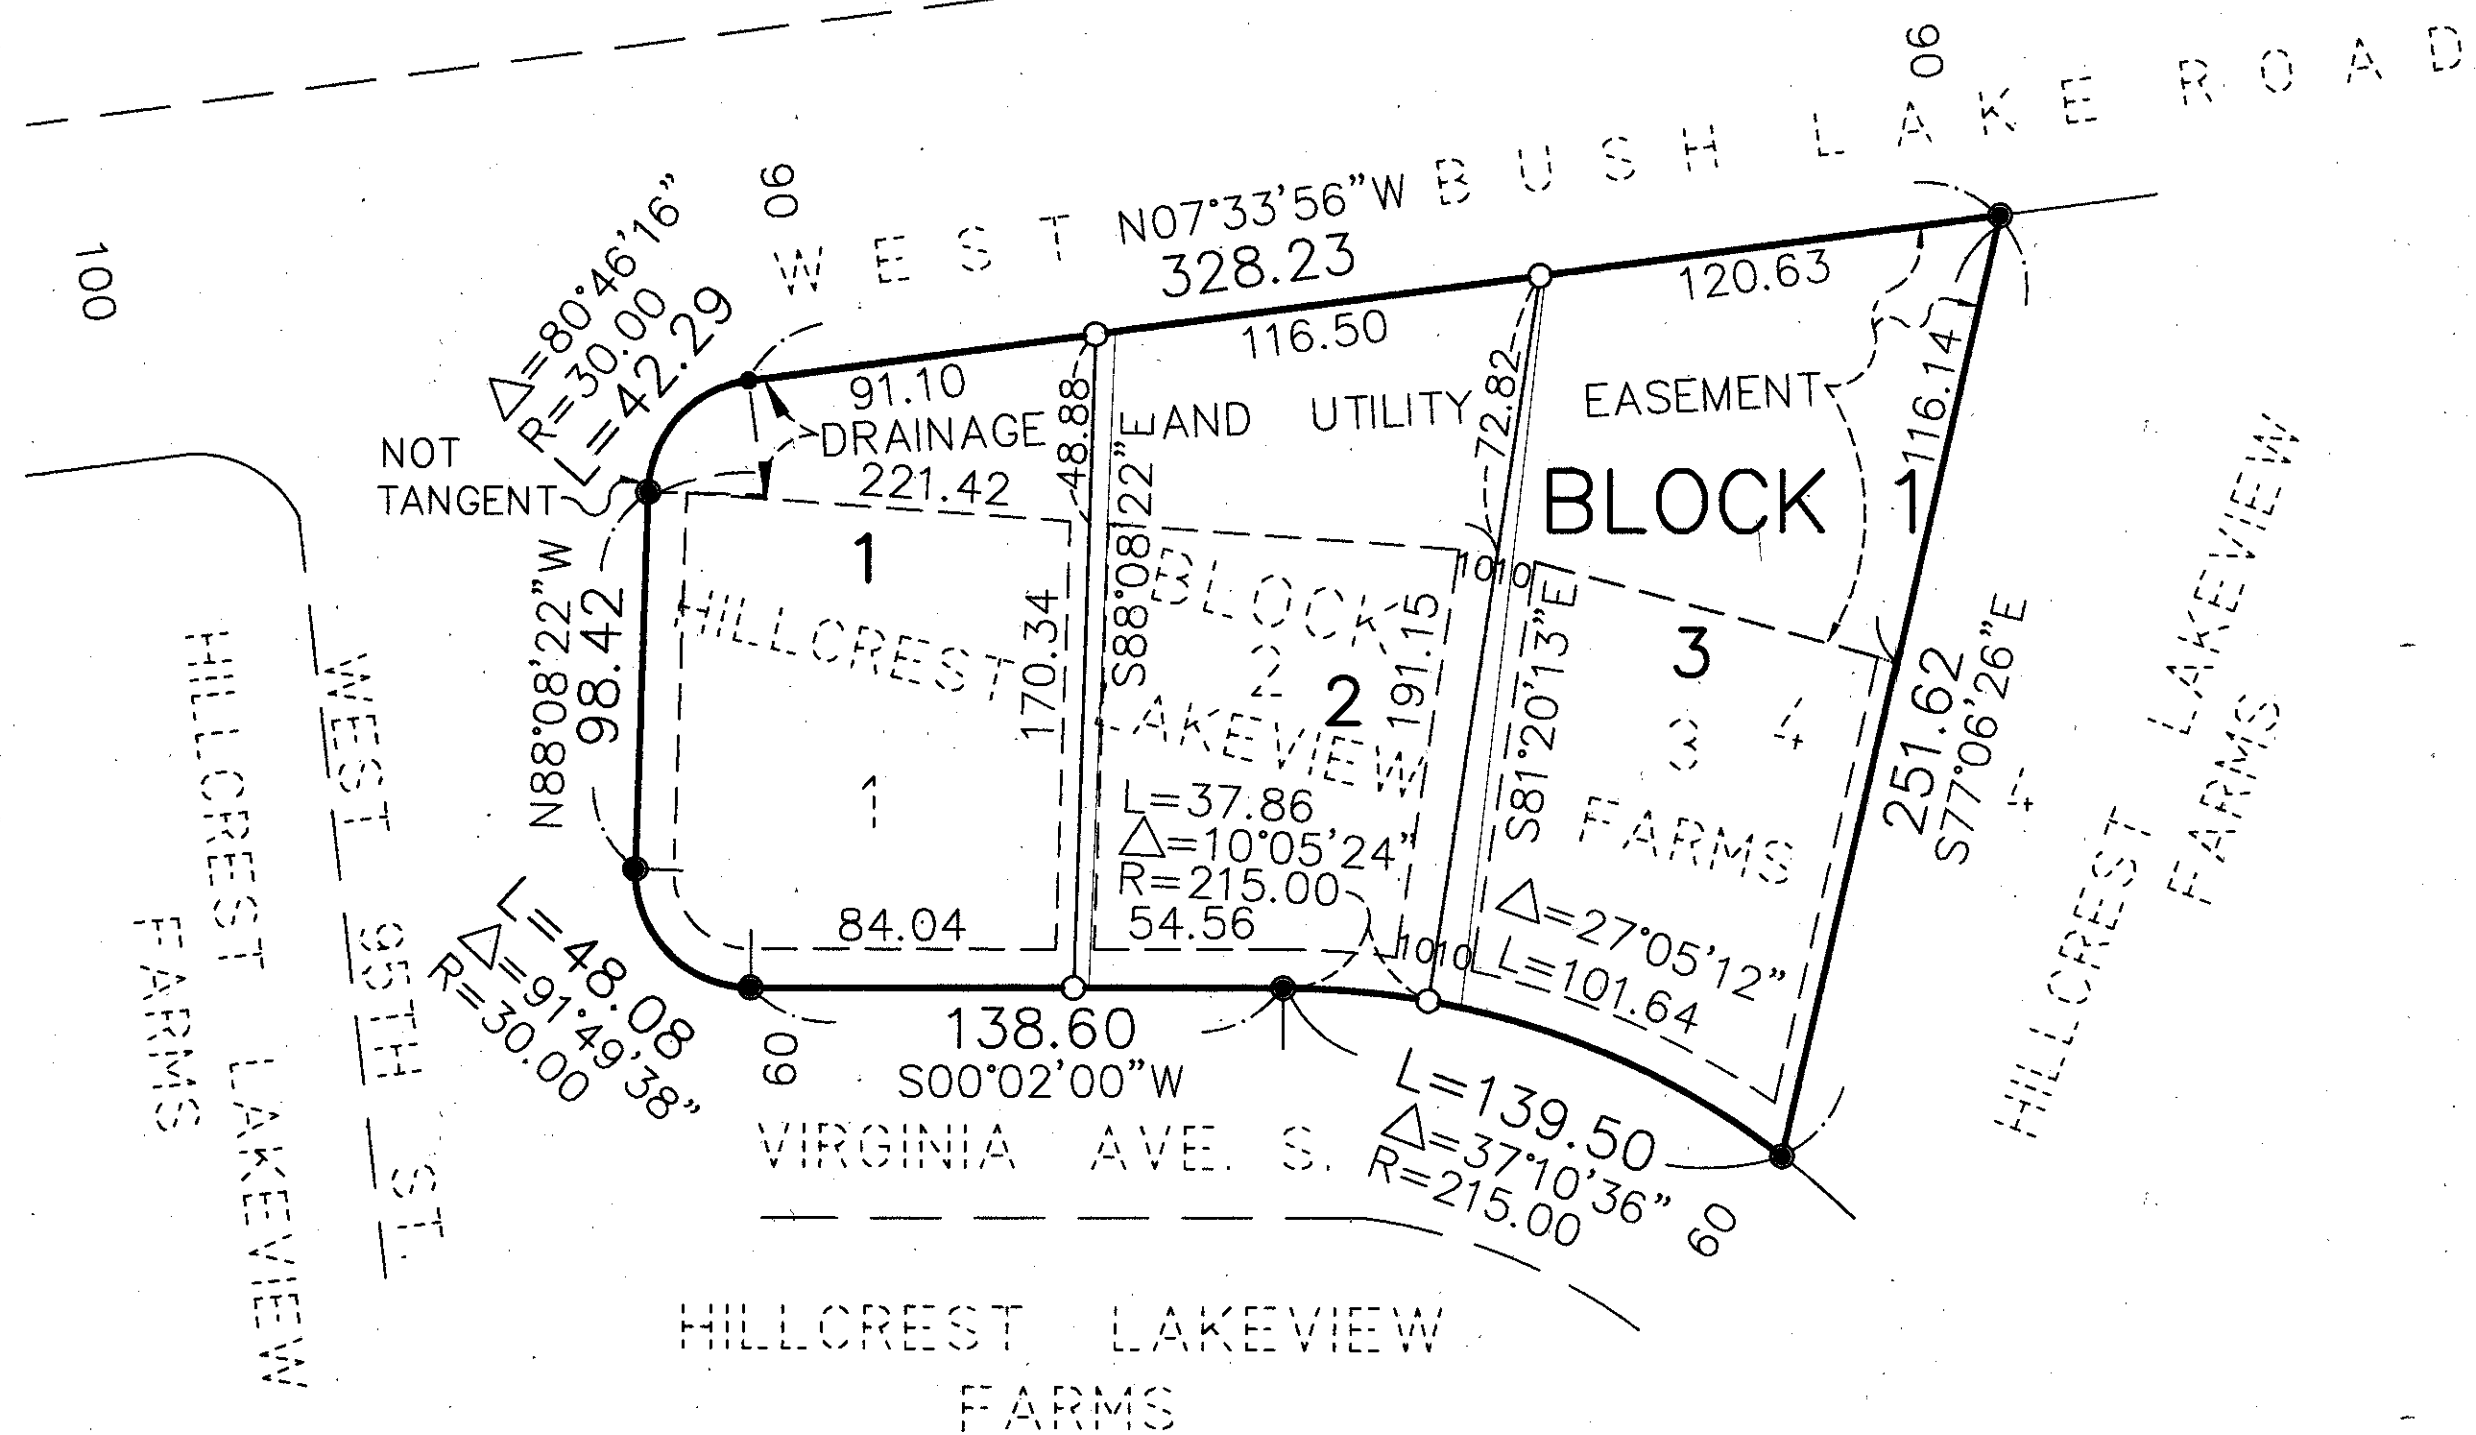 WEST BUSH LAKE ROAD
90
90
100
N07°33'56"W
328.23
△=80°46'16"
R=30.00
L=42.29
NOT
TANGENT
91.10
116.50
120.63
DRAINAGE AND UTILITY EASEMENT
221.42
48.88
72.82
116.14
S88°08'22"E
BLOCK 1
1
2
3
HILLCREST
LAKEVIEW
FARMS
BLOCK
2
1
3
4
4
10
10
N88°08'22"W
98.42
170.34
191.15
S81°20'13"E
251.62
S77°06'26"E
L=37.86
△=10°05'24"
R=215.00
84.04
54.56
10
10
△=27°05'12"
L=101.64
L=48.08
△=91°49'38"
R=30.00
138.60
S00°02'00"W
60
L=139.50
△=37°10'36"
R=215.00
60
VIRGINIA AVE. S.
WEST 95TH ST.
HILLCREST LAKEVIEW
FARMS
HILLCREST LAKEVIEW
FARMS
HILLCREST LAKEVIEW
FARMS